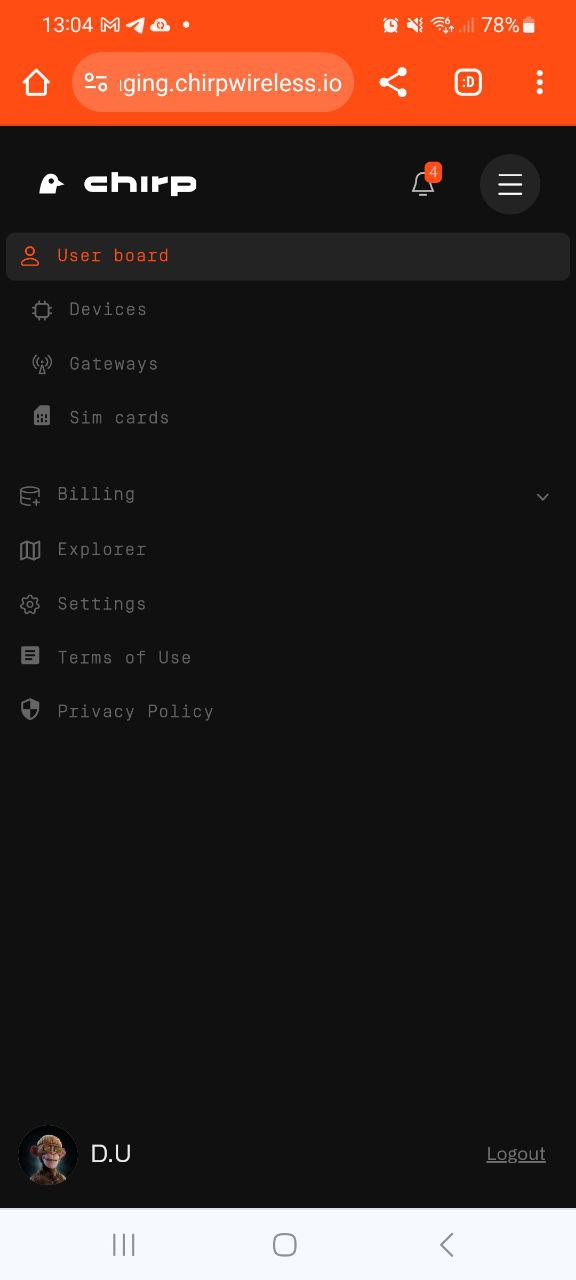 13:04 78%
ging.chirpwireless.io :D
chirp 4
User board
Devices
Gateways
Sim cards
Billing
Explorer
Settings
Terms of Use
Privacy Policy
D.U Logout